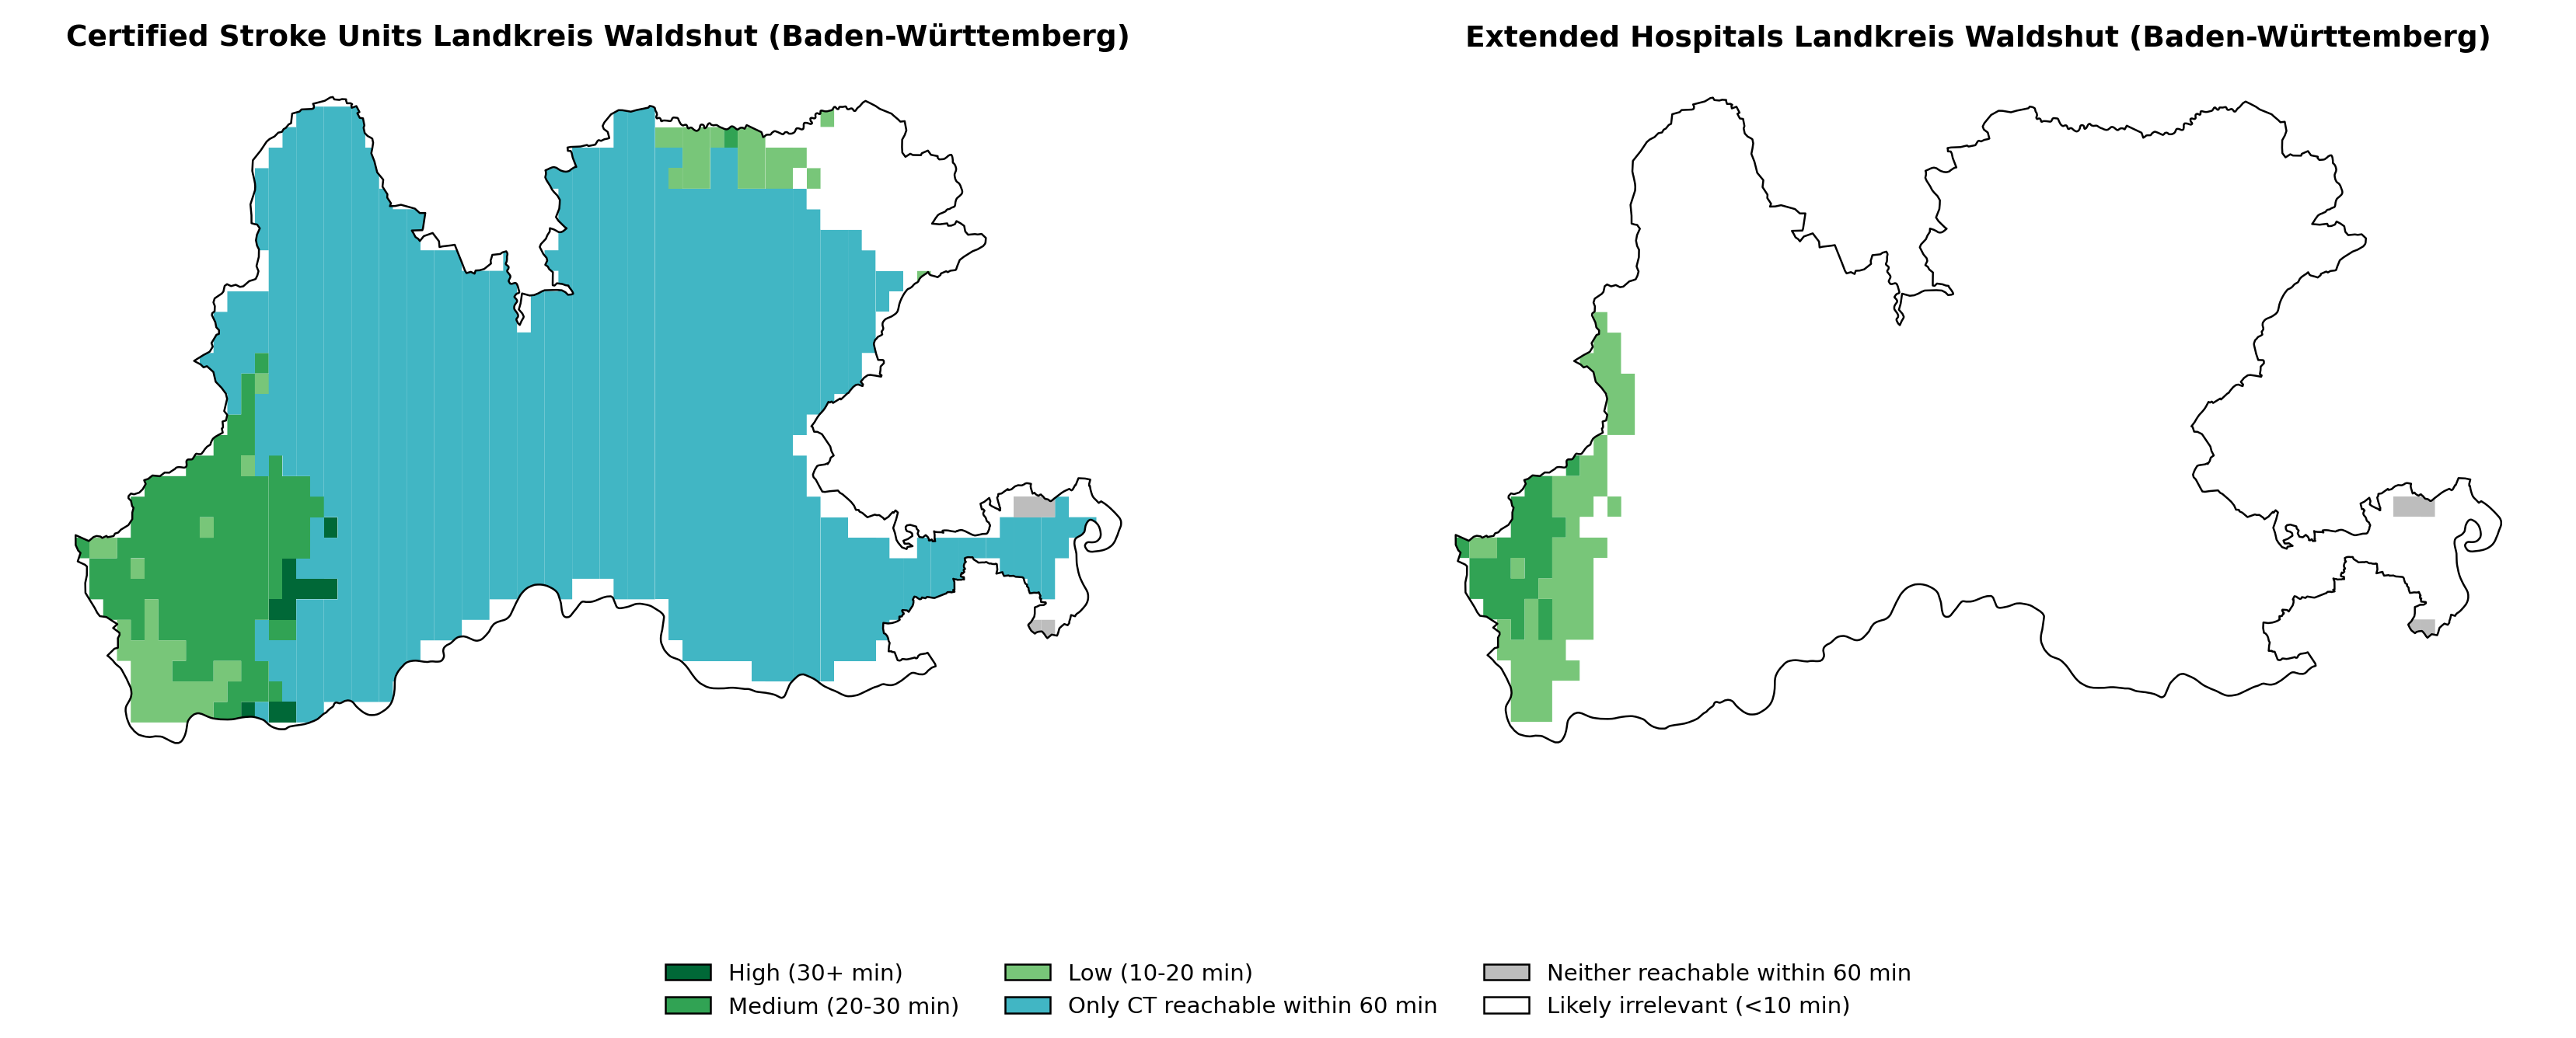 Certified Stroke Units Landkreis Waldshut (Baden-Württemberg)
Extended Hospitals Landkreis Waldshut (Baden-Württemberg)
High (30+ min)
Medium (20-30 min)
Low (10-20 min)
Only CT reachable within 60 min
Neither reachable within 60 min
Likely irrelevant (<10 min)